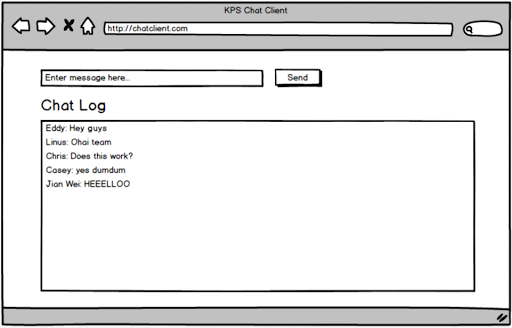 KPS Chat Client
http://chatclient.com
Enter message here...
Send
Chat Log
Eddy: Hey guys
Linus: Ohai team
Chris: Does this work?
Casey: yes dumdum
Jian Wei: HEEELLOO